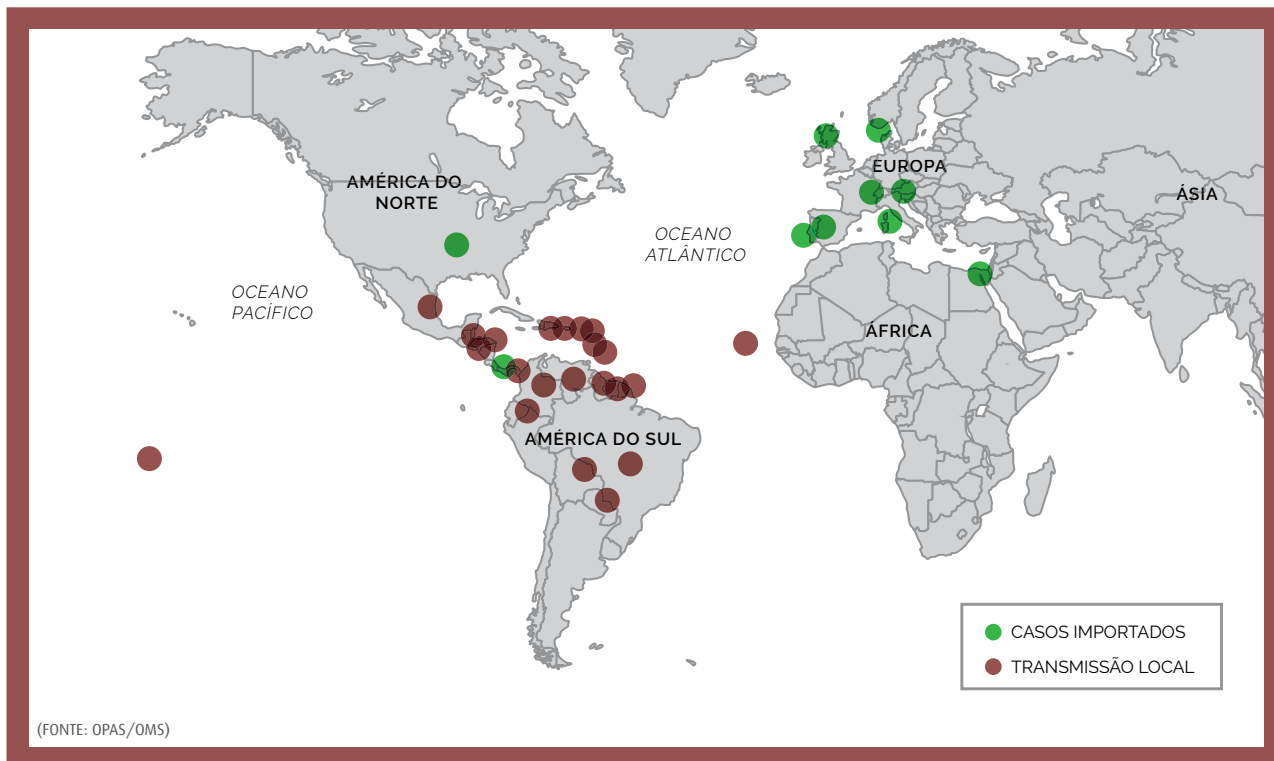 EUROPA
AMÉRICA DO
NORTE
ÁSIA
OCEANO
ATLÂNTICO
OCEANO
PACÍFICO
ÁFRICA
AMÉRICA DO SUL
CASOS IMPORTADOS
TRANSMISSÃO LOCAL
(FONTE: OPAS/OMS)